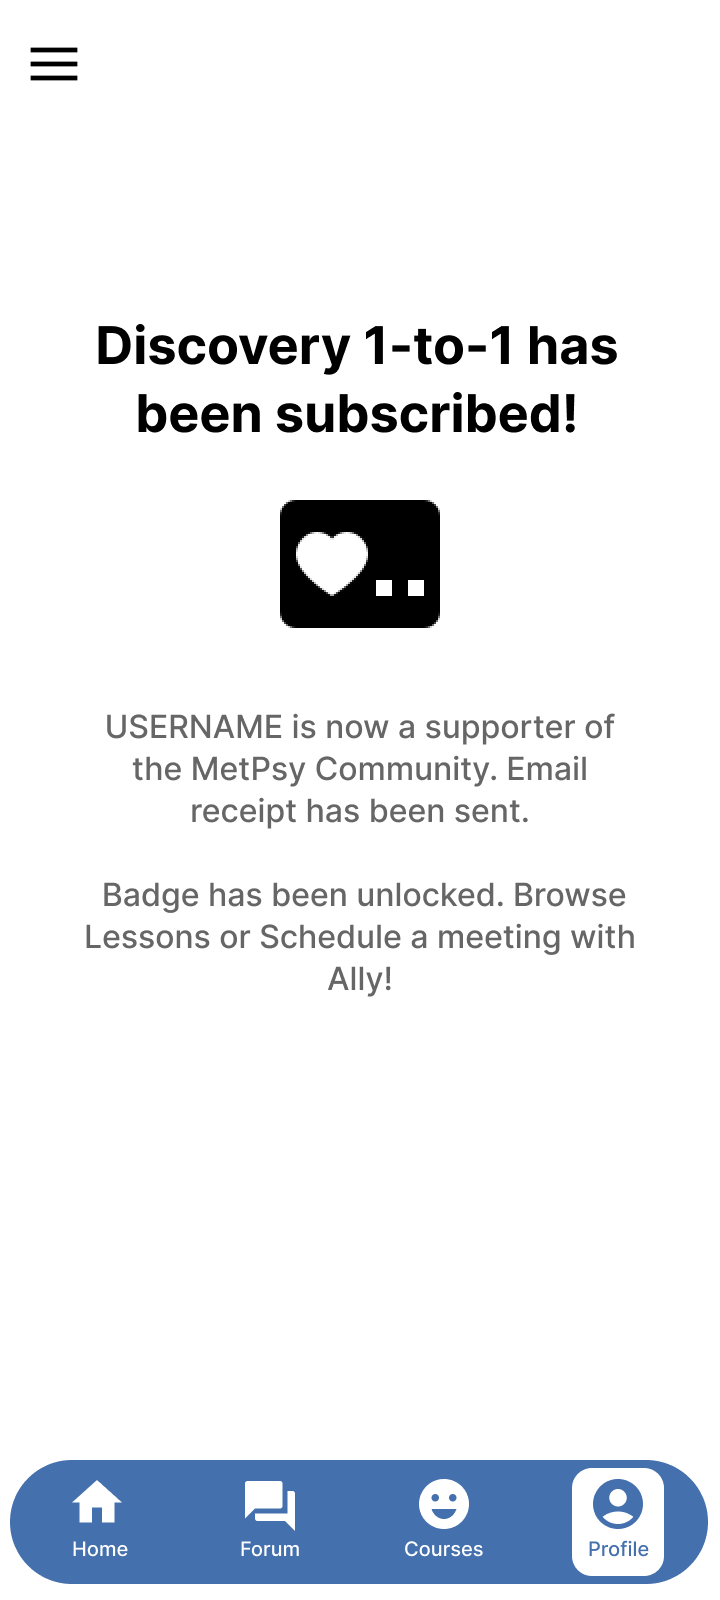 Discovery 1-to-1 has
been subscribed!
USERNAME is now a supporter of
the MetPsy Community. Email
receipt has been sent.
Badge has been unlocked. Browse
Lessons or Schedule a meeting with
Ally!
Home
Forum
Courses
Profile